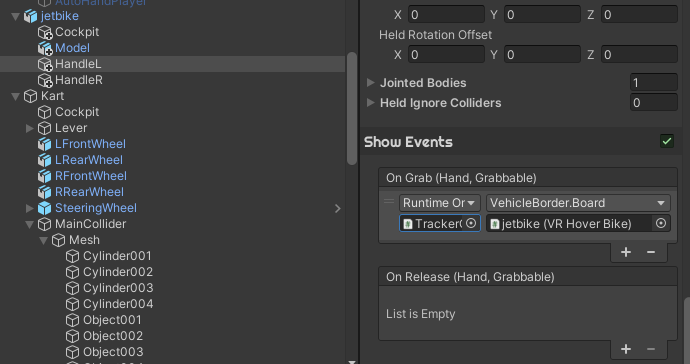 AutoHandPlayer
jetbike
Cockpit
Model
HandleL
HandleR
Kart
Cockpit
Lever
LFrontWheel
LRearWheel
RFrontWheel
RRearWheel
SteeringWheel
MainCollider
Mesh
Cylinder001
Cylinder002
Cylinder003
Cylinder004
Object001
Object002
Object003
X 0 Y 0 Z 0
Held Rotation Offset
X 0 Y 0 Z 0
Jointed Bodies 1
Held Ignore Colliders 0
Show Events
On Grab (Hand, Grabbable)
Runtime Or VehicleBorder.Board
Tracker jetbike (VR Hover Bike)
+ −
On Release (Hand, Grabbable)
List is Empty
+ −